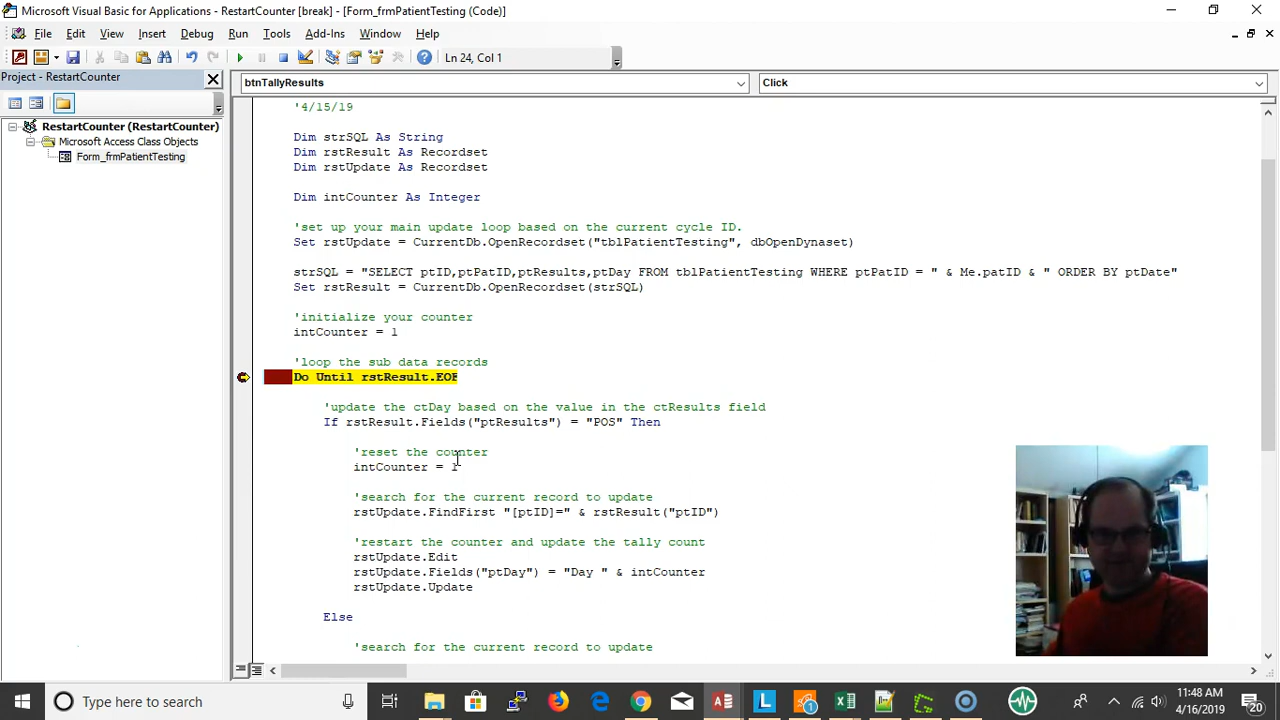 Microsoft Visual Basic for Applications - RestartCounter [break] - [Form_frmPatientTesting (Code)]
File Edit View Insert Format Debug Run Tools Add-Ins Window Help
Ln 24, Col 1
Project - RestartCounter
btnTallyResults
Click
RestartCounter (RestartCounter)
Microsoft Access Class Objects
Form_frmPatientTesting
'4/15/19
Dim strSQL As String
Dim rstResult As Recordset
Dim rstUpdate As Recordset
Dim intCounter As Integer
'set up your main update loop based on the current cycle ID.
Set rstUpdate = CurrentDb.OpenRecordset("tblPatientTesting", dbOpenDynaset)
strSQL = "SELECT ptID,ptPatID,ptResults,ptDay FROM tblPatientTesting WHERE ptPatID = " & Me.patID & " ORDER BY ptDate"
Set rstResult = CurrentDb.OpenRecordset(strSQL)
'initialize your counter
intCounter = 1
'loop the sub data records
Do Until rstResult.EOF
'update the ctDay based on the value in the ctResults field
If rstResult.Fields("ptResults") = "POS" Then
'reset the counter
intCounter = 1
'search for the current record to update
rstUpdate.FindFirst "[ptID]=" & rstResult("ptID")
'restart the counter and update the tally count
rstUpdate.Edit
rstUpdate.Fields("ptDay") = "Day " & intCounter
rstUpdate.Update
Else
'search for the current record to update
Type here to search
11:48 AM
4/16/2019
20